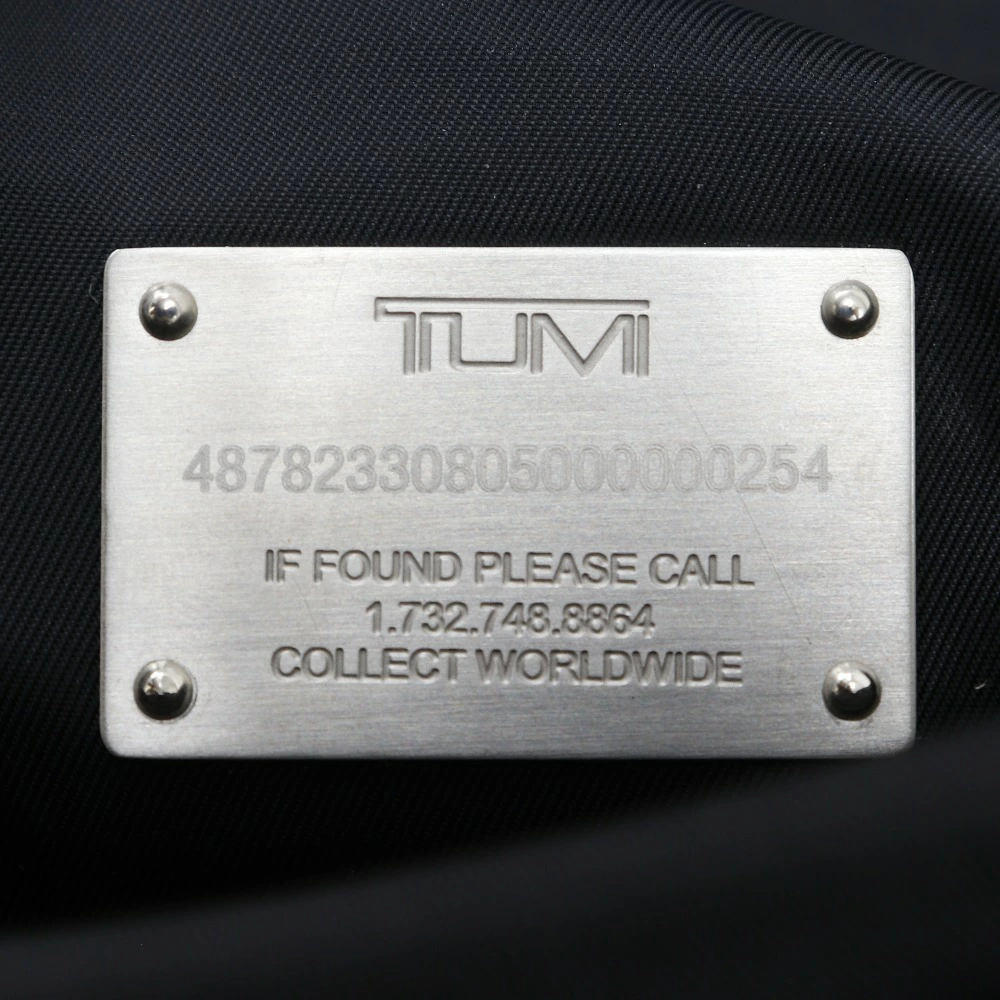 TUMI
48782330805000000254
IF FOUND PLEASE CALL
1.732.748.8864
COLLECT WORLDWIDE